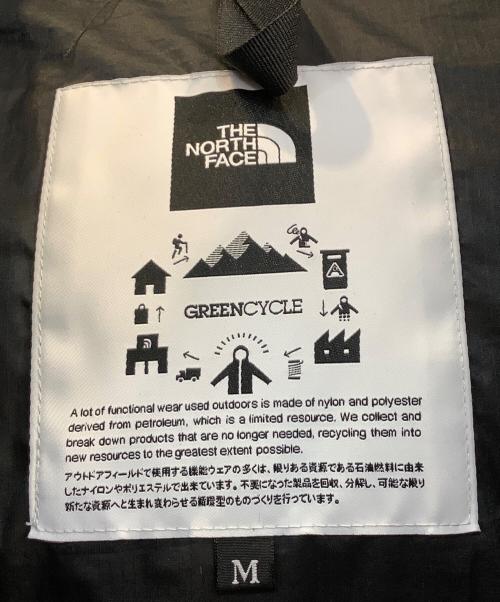 THE
NORTH
FACE
GREENCYCLE
A lot of functional wear used outdoors is made of nylon and polyester
derived from petroleum, which is a limited resource. We collect and
break down products that are no longer needed, recycling them into
new resources to the greatest extent possible.
アウトドアフィールドで使用する機能ウェアの多くは、限りある資源である石油燃料に由来
したナイロンやポリエステルで出来ています。不要になった製品を回収、分解し、可能な限り
新たな資源へと生まれ変わらせる循環型のものづくりを行っています。
M